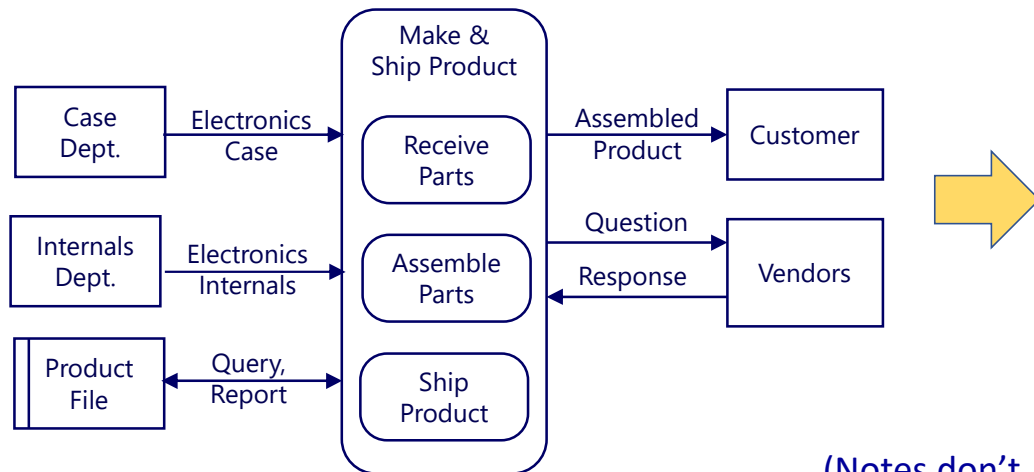 Make &
Ship Product
Case
Dept.
Electronics
Case
Receive
Parts
Assembled
Product
Customer
Internals
Dept.
Electronics
Internals
Assemble
Parts
Question
Response
Vendors
Product
File
Query,
Report
Ship
Product
(Notes don't